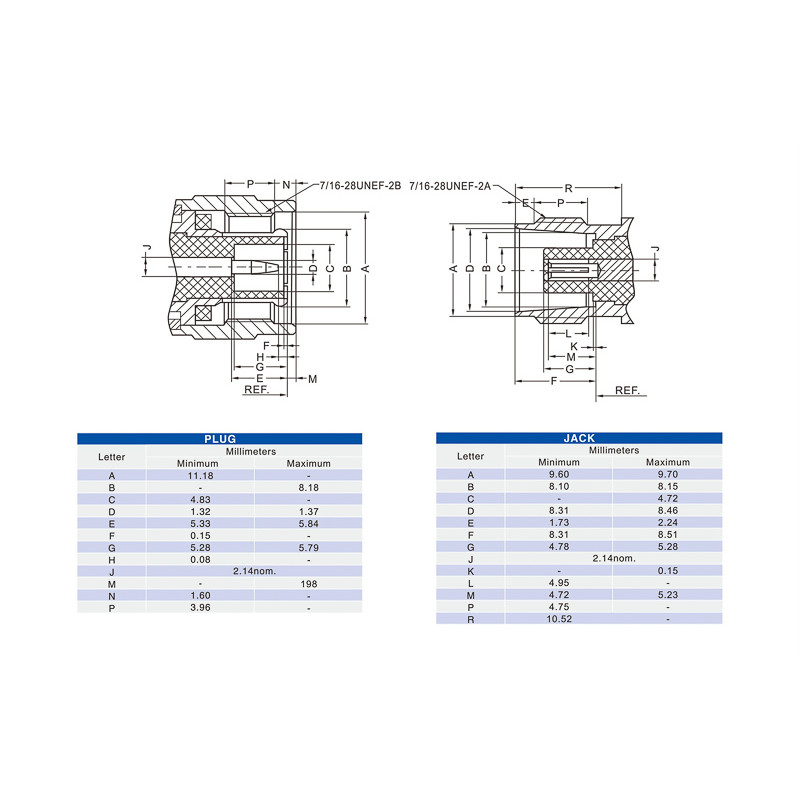 P N 7/16-28UNEF-2B 7/16-28UNEF-2A R
E P
J D C B A
A D B C J
F
H
G
E M
REF.
L
K
M
G
F
REF.
PLUG
Letter Millimeters
Minimum Maximum
A 11.18 -
B - 8.18
C 4.83 -
D 1.32 1.37
E 5.33 5.84
F 0.15 -
G 5.28 5.79
H 0.08 -
J 2.14nom.
M - 198
N 1.60 -
P 3.96 -
JACK
Letter Millimeters
Minimum Maximum
A 9.60 9.70
B 8.10 8.15
C - 4.72
D 8.31 8.46
E 1.73 2.24
F 8.31 8.51
G 4.78 5.28
J 2.14nom.
K - 0.15
L 4.95 -
M 4.72 5.23
P 4.75 -
R 10.52 -